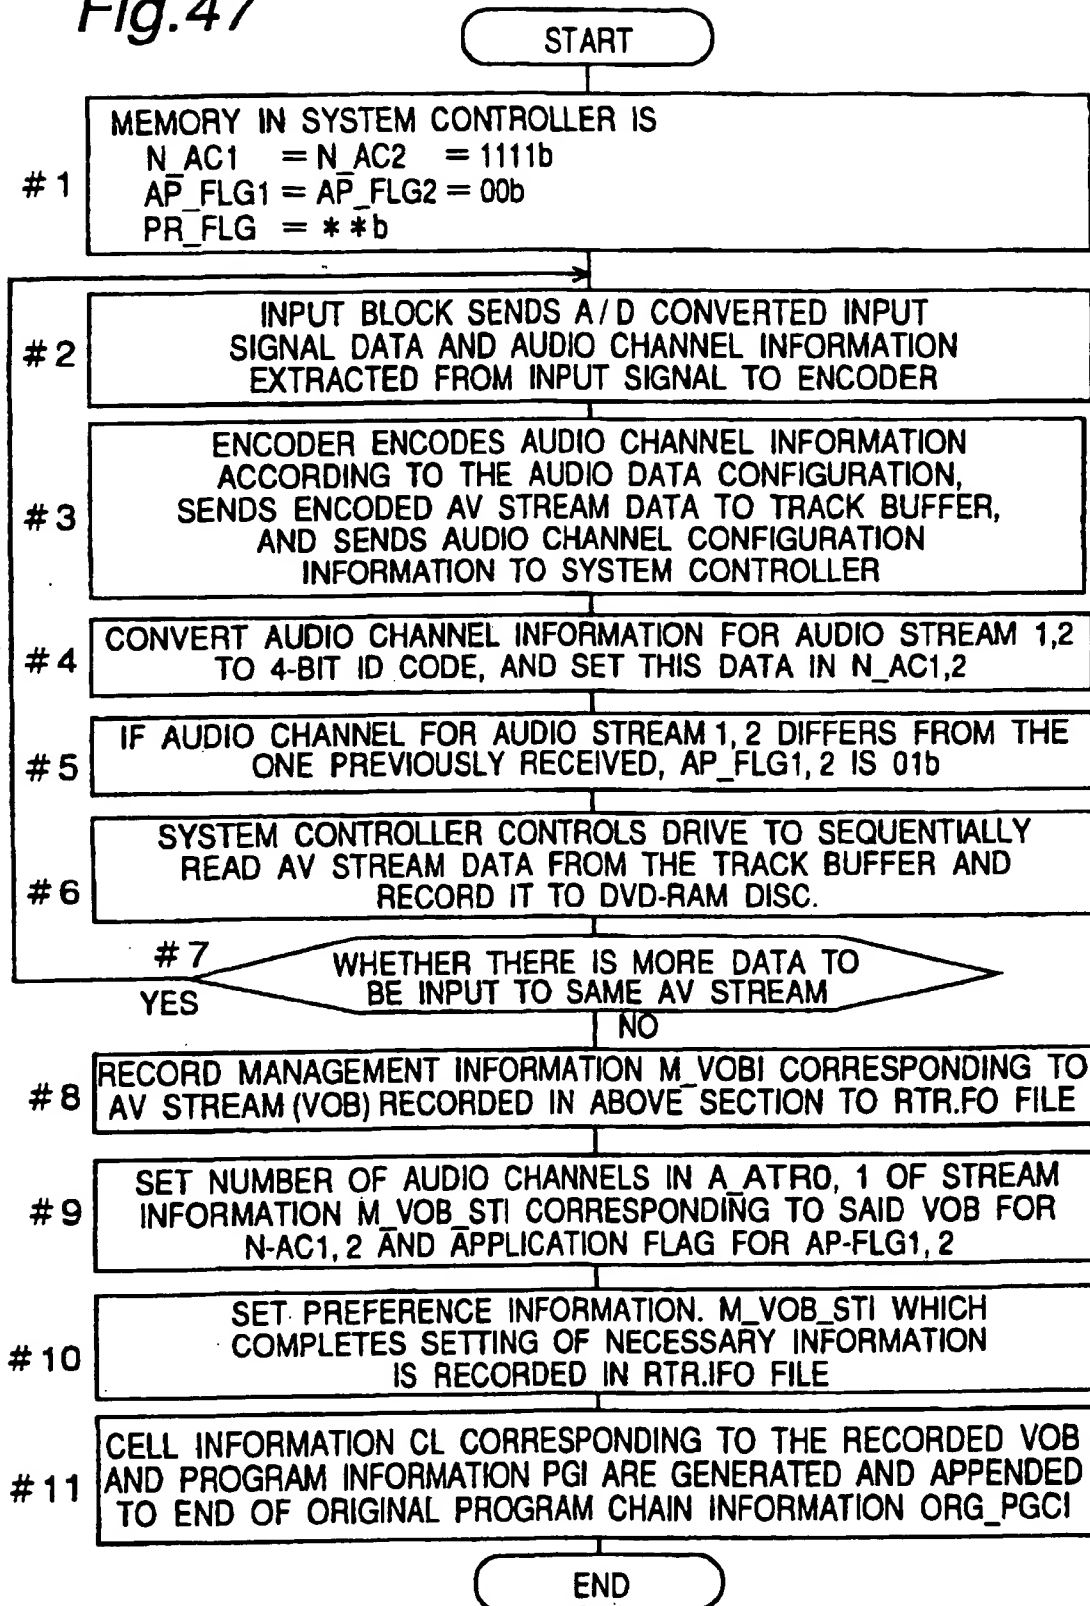 Fig.47
START
#1
MEMORY IN SYSTEM CONTROLLER IS
N_AC1 = N_AC2 = 1111b
AP_FLG1 = AP_FLG2 = 00b
PR_FLG = **b
#2
INPUT BLOCK SENDS A/D CONVERTED INPUT
SIGNAL DATA AND AUDIO CHANNEL INFORMATION
EXTRACTED FROM INPUT SIGNAL TO ENCODER
#3
ENCODER ENCODES AUDIO CHANNEL INFORMATION
ACCORDING TO THE AUDIO DATA CONFIGURATION,
SENDS ENCODED AV STREAM DATA TO TRACK BUFFER,
AND SENDS AUDIO CHANNEL CONFIGURATION
INFORMATION TO SYSTEM CONTROLLER
#4
CONVERT AUDIO CHANNEL INFORMATION FOR AUDIO STREAM 1,2
TO 4-BIT ID CODE, AND SET THIS DATA IN N_AC1,2
#5
IF AUDIO CHANNEL FOR AUDIO STREAM 1, 2 DIFFERS FROM THE
ONE PREVIOUSLY RECEIVED, AP_FLG1, 2 IS 01b
#6
SYSTEM CONTROLLER CONTROLS DRIVE TO SEQUENTIALLY
READ AV STREAM DATA FROM THE TRACK BUFFER AND
RECORD IT TO DVD-RAM DISC.
#7
WHETHER THERE IS MORE DATA TO
BE INPUT TO SAME AV STREAM
YES
NO
#8
RECORD MANAGEMENT INFORMATION M_VOBI CORRESPONDING TO
AV STREAM (VOB) RECORDED IN ABOVE SECTION TO RTR.FO FILE
#9
SET NUMBER OF AUDIO CHANNELS IN A_ATR0, 1 OF STREAM
INFORMATION M_VOB_STI CORRESPONDING TO SAID VOB FOR
N-AC1, 2 AND APPLICATION FLAG FOR AP-FLG1, 2
#10
SET PREFERENCE INFORMATION. M_VOB_STI WHICH
COMPLETES SETTING OF NECESSARY INFORMATION
IS RECORDED IN RTR.IFO FILE
#11
CELL INFORMATION CL CORRESPONDING TO THE RECORDED VOB
AND PROGRAM INFORMATION PGI ARE GENERATED AND APPENDED
TO END OF ORIGINAL PROGRAM CHAIN INFORMATION ORG_PGCI
END